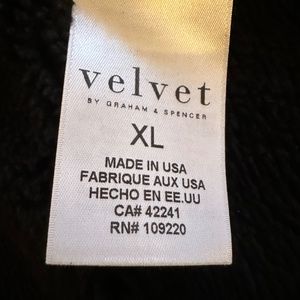 velvet
BY GRAHAM & SPENCER
XL
MADE IN USA
FABRIQUE AUX USA
HECHO EN EE.UU
CA# 42241
RN# 109220